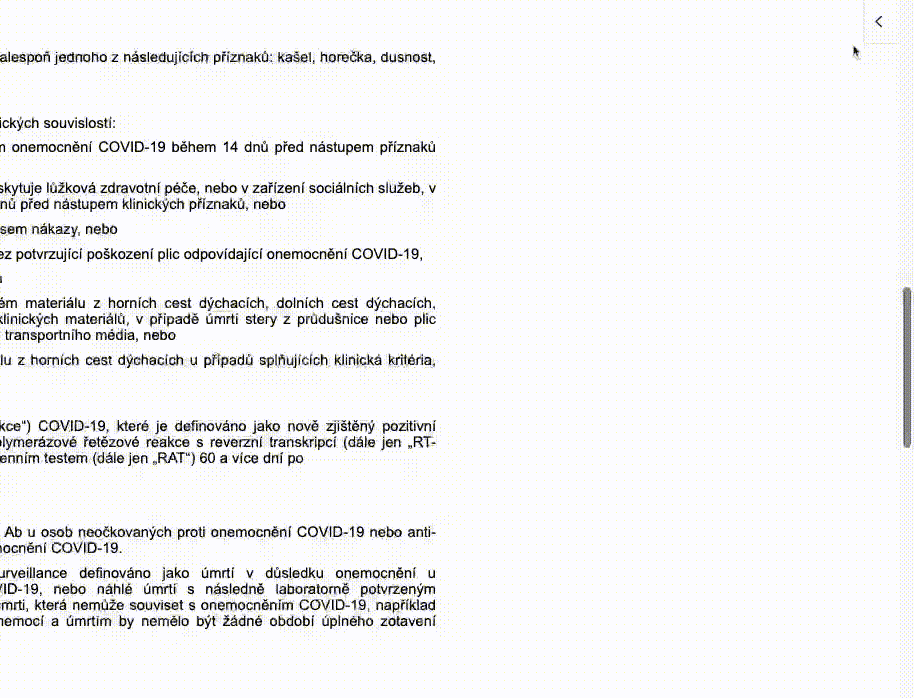 alespoň jednoho z následujících příznaků: kašel, horečka, dusnost,
ických souvislostí:
onemocnění COVID-19 během 14 dnů před nástupem příznaků
skytuje lůžková zdravotní péče, nebo v zařízení sociálních služeb, v
nů před nástupem klinických příznaků, nebo
sem nákazy, nebo
ez potvrzující poškození plic odpovídající onemocnění COVID-19,
ém materiálu z horních cest dýchacích, dolních cest dýchacích,
klinických materiálů, v případě úmrtí stery z průdušnice nebo plic
transportního média, nebo
lu z horních cest dýchacích u případů splňujících klinická kritéria,
kce“) COVID-19, které je definováno jako nově zjištěný pozitivní
olymerázové řetězové reakce s reverzní transkripcí (dále jen „RT-
enním testem (dále jen „RAT“) 60 a více dní po
Ab u osob neočkovaných proti onemocnění COVID-19 nebo anti-
nocnění COVID-19.
urveillance definováno jako úmrtí v důsledku onemocnění u
VID-19, nebo náhlé úmrtí s následně laboratorně potvrzeným
smrti, která nemůže souviset s onemocněním COVID-19, například
nemocí a úmrtím by nemělo být žádné období úplného zotavení